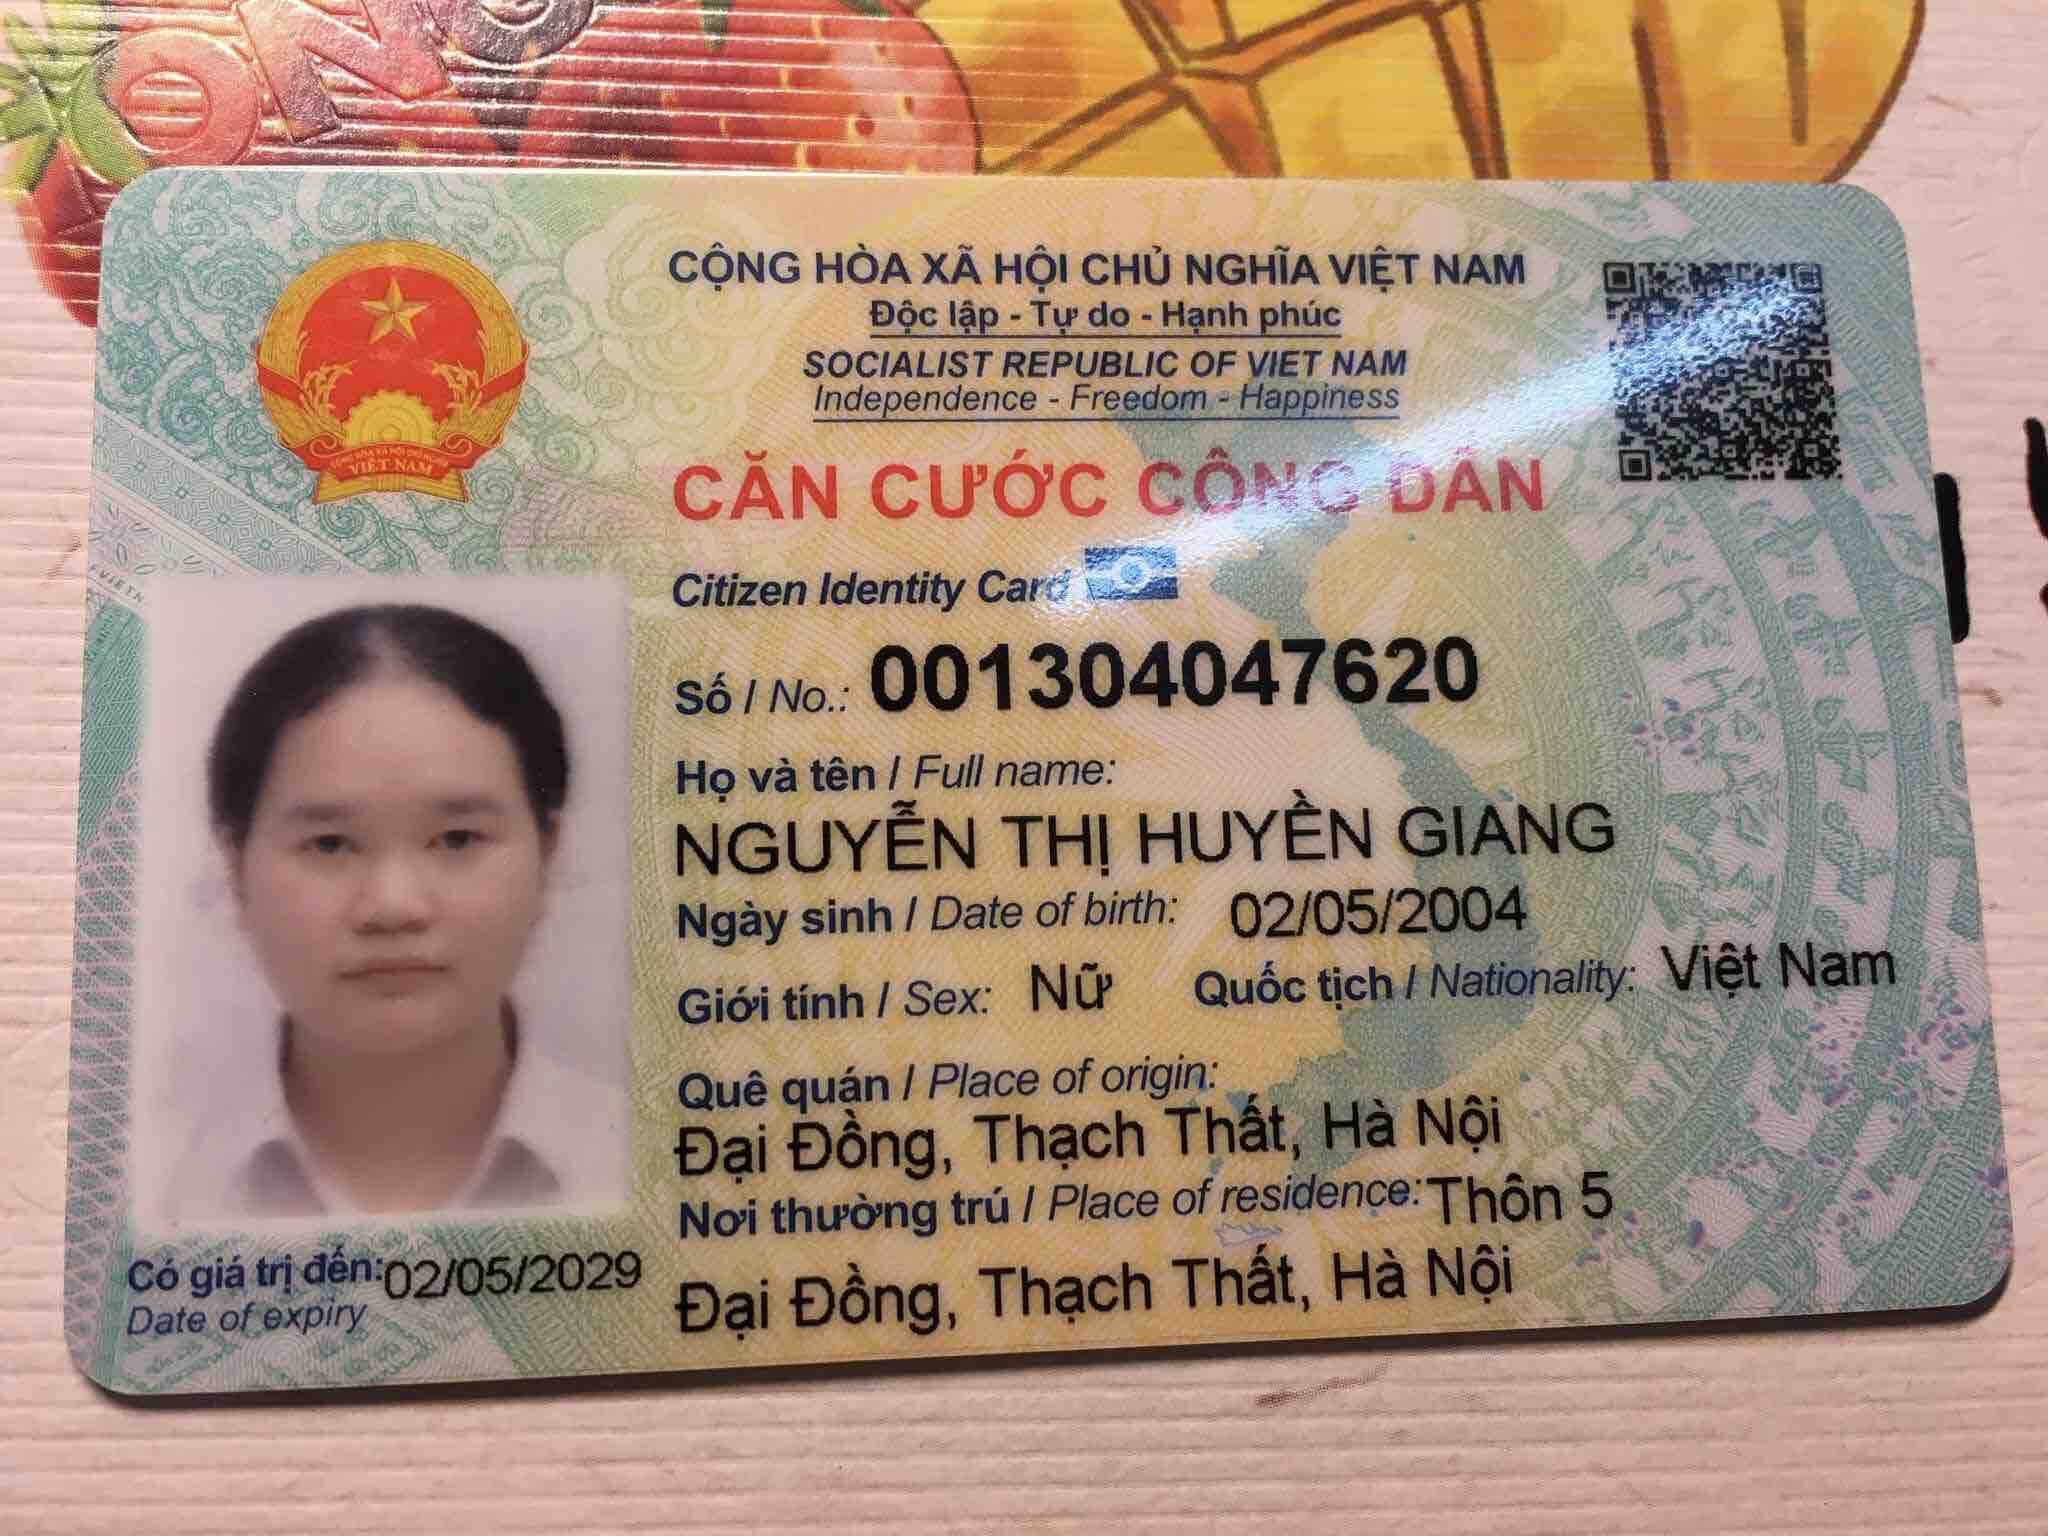 CỘNG HÒA XÃ HỘI CHỦ NGHĨA VIỆT NAM
Độc lập - Tự do - Hạnh phúc
SOCIALIST REPUBLIC OF VIET NAM
Independence - Freedom - Happiness
VIỆT NAM
CĂN CƯỚC CÔNG DÂN
Citizen Identity Card
Số / No.: 001304047620
Họ và tên / Full name:
NGUYỄN THỊ HUYỀN GIANG
Ngày sinh / Date of birth: 02/05/2004
Giới tính / Sex: Nữ Quốc tịch / Nationality: Việt Nam
Quê quán / Place of origin:
Đại Đồng, Thạch Thất, Hà Nội
Nơi thường trú / Place of residence: Thôn 5
Đại Đồng, Thạch Thất, Hà Nội
Có giá trị đến: 02/05/2029
Date of expiry